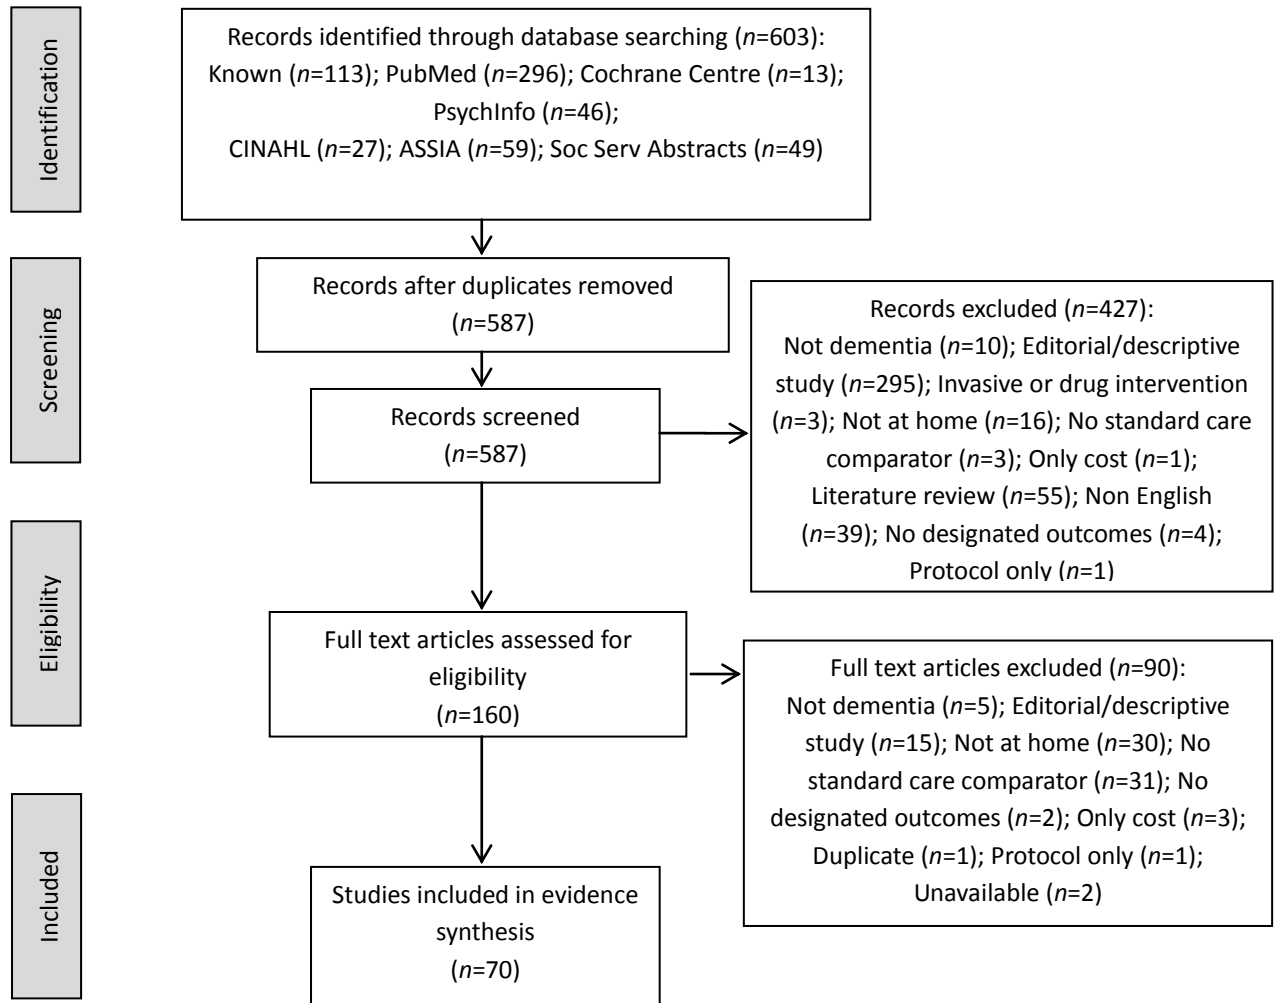 Identification
Records identified through database searching (n=603):
Known (n=113); PubMed (n=296); Cochrane Centre (n=13);
PsychInfo (n=46);
CINAHL (n=27); ASSIA (n=59); Soc Serv Abstracts (n=49)
Screening
Records after duplicates removed
(n=587)
Records screened
(n=587)
Records excluded (n=427):
Not dementia (n=10); Editorial/descriptive
study (n=295); Invasive or drug intervention
(n=3); Not at home (n=16); No standard care
comparator (n=3); Only cost (n=1);
Literature review (n=55); Non English
(n=39); No designated outcomes (n=4);
Protocol only (n=1)
Eligibility
Full text articles assessed for
eligibility
(n=160)
Full text articles excluded (n=90):
Not dementia (n=5); Editorial/descriptive
study (n=15); Not at home (n=30); No
standard care comparator (n=31); No
designated outcomes (n=2); Only cost (n=3);
Duplicate (n=1); Protocol only (n=1);
Unavailable (n=2)
Included
Studies included in evidence
synthesis
(n=70)